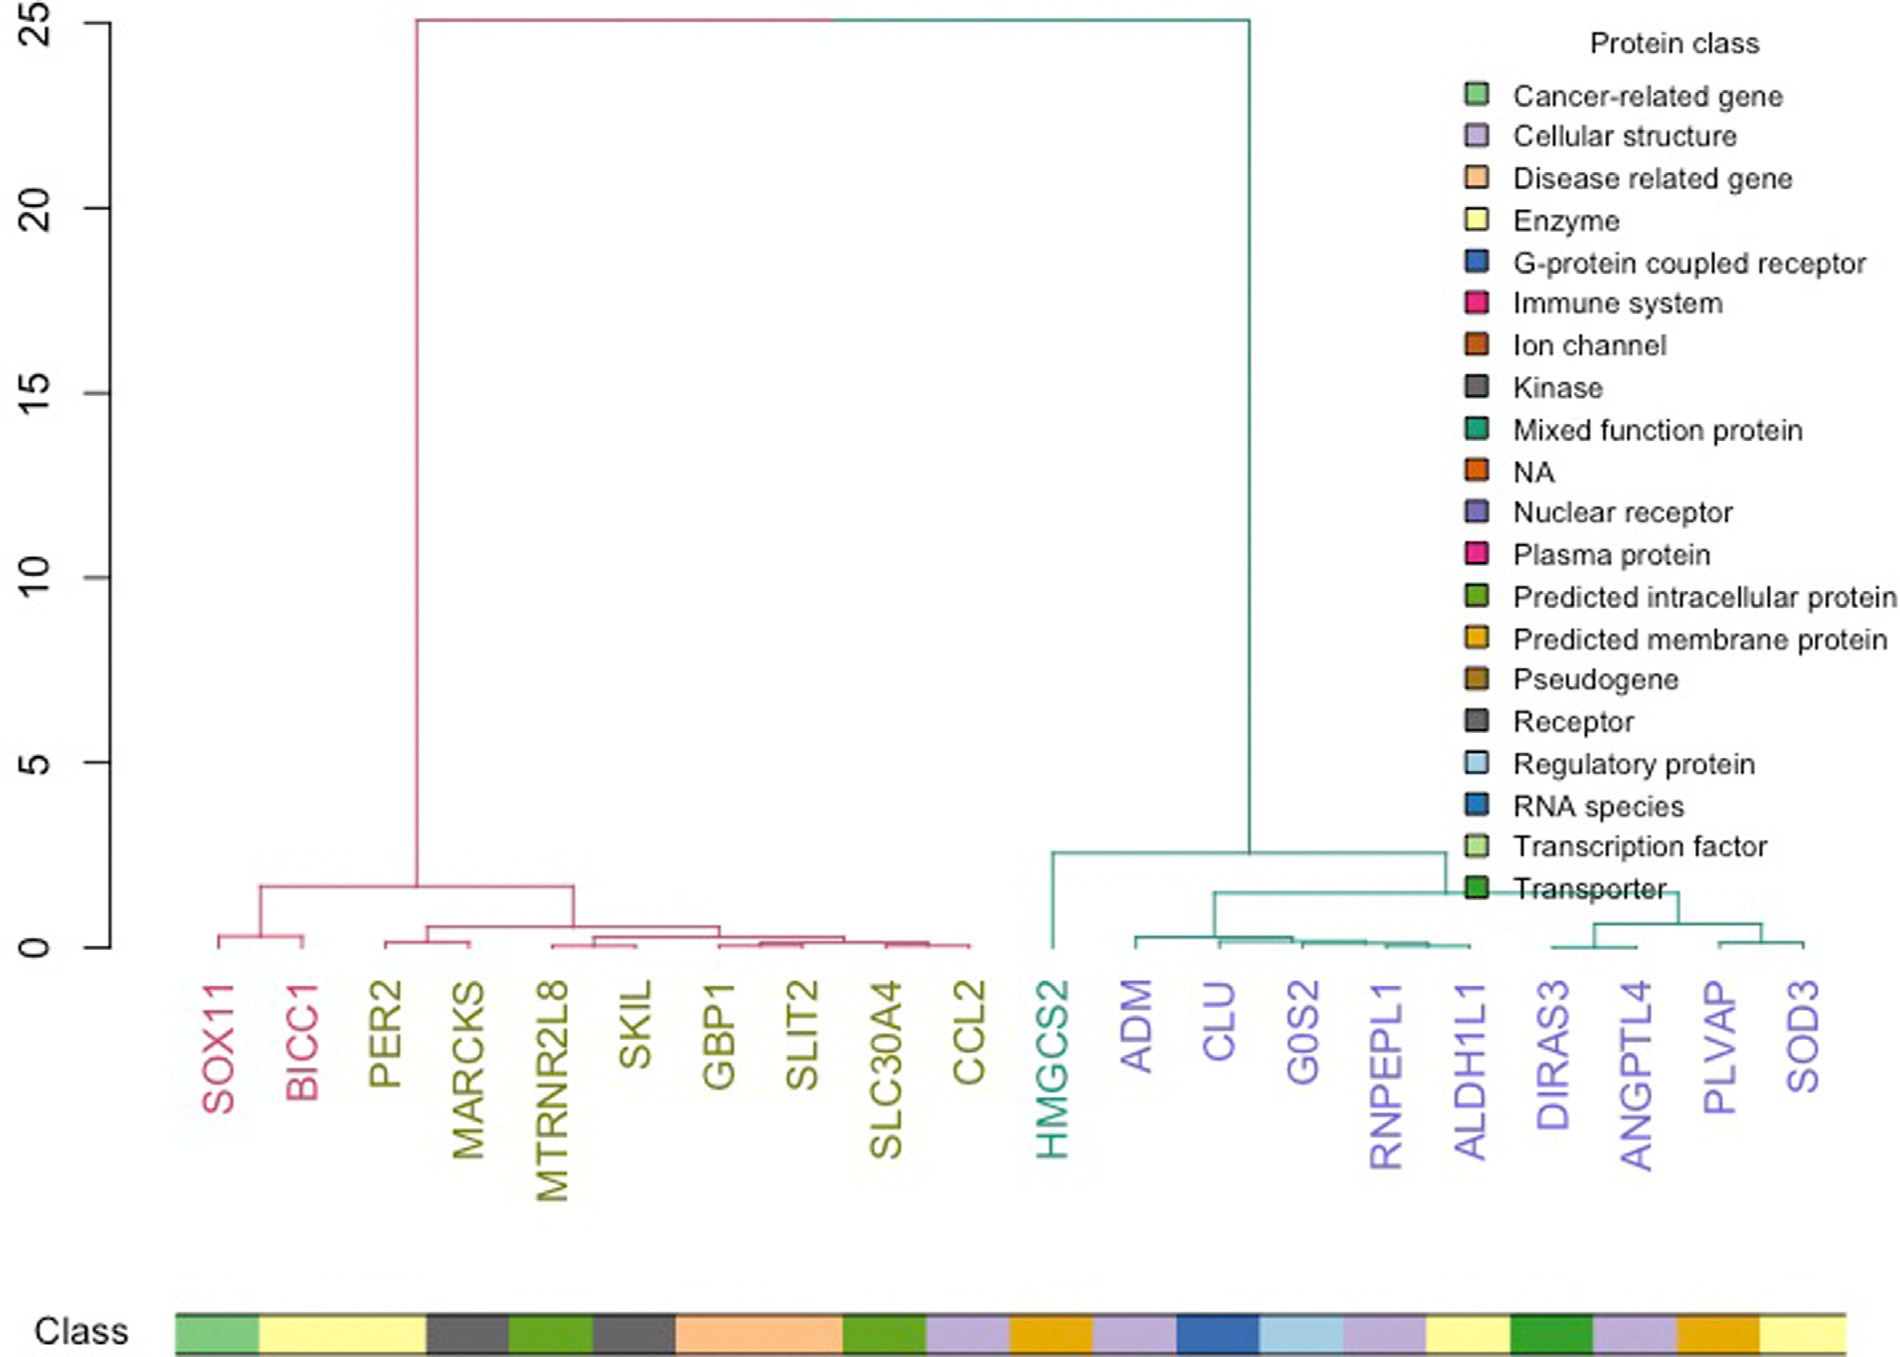 25
20
15
10
5
0
Protein class
Cancer-related gene
Cellular structure
Disease related gene
Enzyme
G-protein coupled receptor
Immune system
Ion channel
Kinase
Mixed function protein
NA
Nuclear receptor
Plasma protein
Predicted intracellular protein
Predicted membrane protein
Pseudogene
Receptor
Regulatory protein
RNA species
Transcription factor
Transporter
SOX11
BICC1
PER2
MARCKS
MTRNR2L8
SKIL
GBP1
SLIT2
SLC30A4
CCL2
HMGCS2
ADM
CLU
G0S2
RNPEPL1
ALDH1L1
DIRAS3
ANGPTL4
PLVAP
SOD3
Class